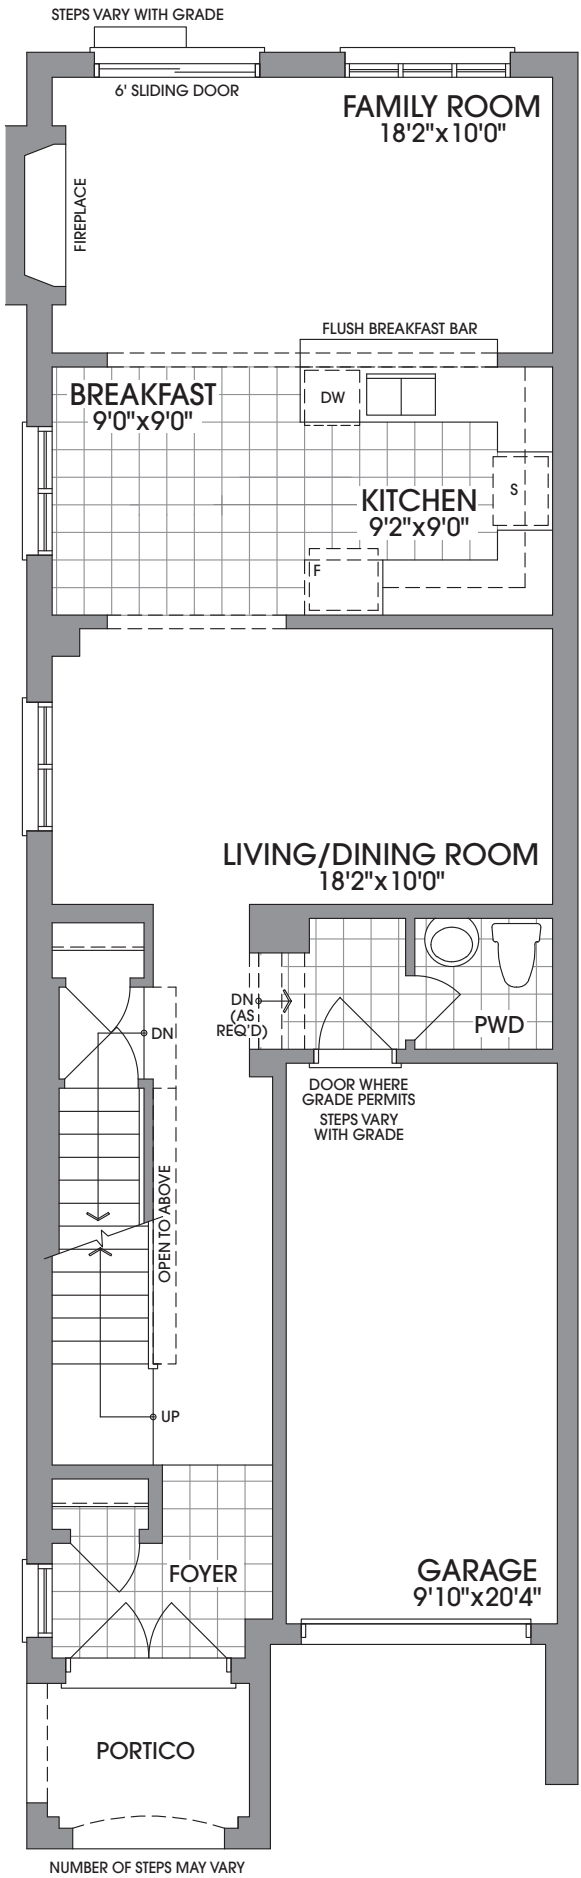 STEPS VARY WITH GRADE
6' SLIDING DOOR
FAMILY ROOM
18'2"x10'0"
FIREPLACE
FLUSH BREAKFAST BAR
BREAKFAST
9'0"x9'0"
DW
KITCHEN
9'2"x9'0"
S
F
LIVING/DINING ROOM
18'2"x10'0"
DN
(AS
REQ'D)
PWD
DN
DOOR WHERE
GRADE PERMITS
STEPS VARY
WITH GRADE
OPEN TO ABOVE
UP
FOYER
GARAGE
9'10"x20'4"
PORTICO
NUMBER OF STEPS MAY VARY